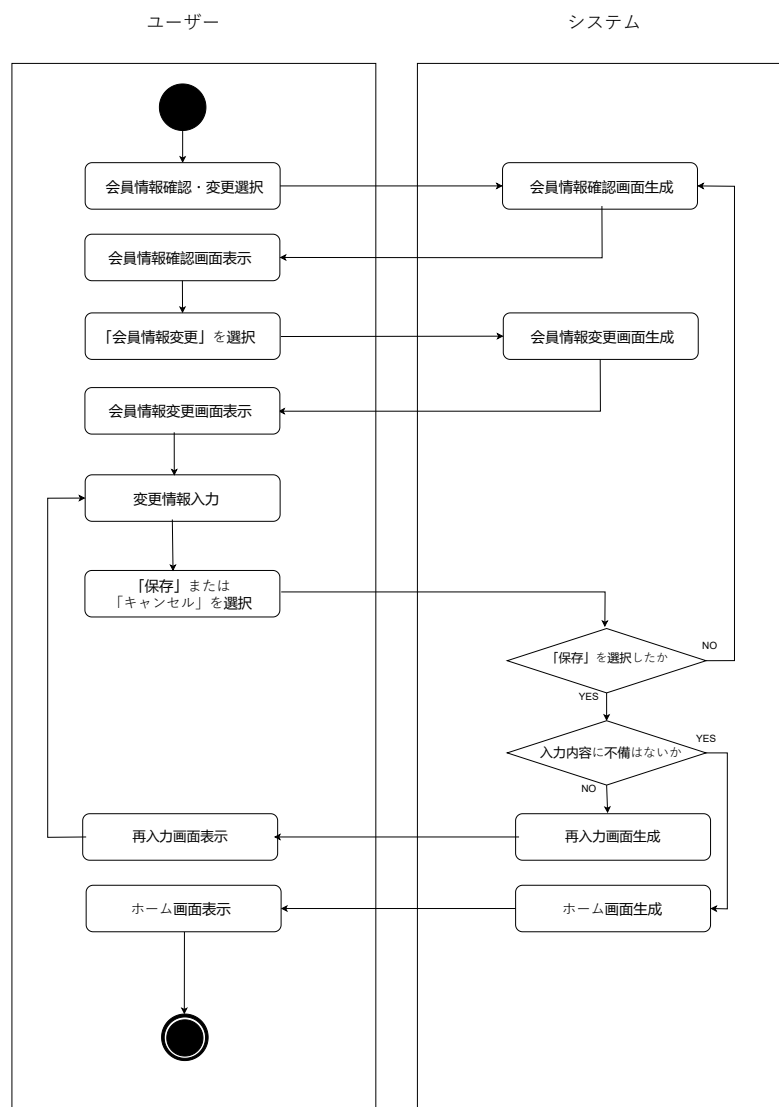 ユーザー
システム
会員情報確認・変更選択
会員情報確認画面生成
会員情報確認画面表示
「会員情報変更」を選択
会員情報変更画面生成
会員情報変更画面表示
変更情報入力
「保存」または
「キャンセル」を選択
「保存」を選択したか
NO
YES
入力内容に不備はないか
YES
NO
再入力画面表示
再入力画面生成
ホーム画面表示
ホーム画面生成